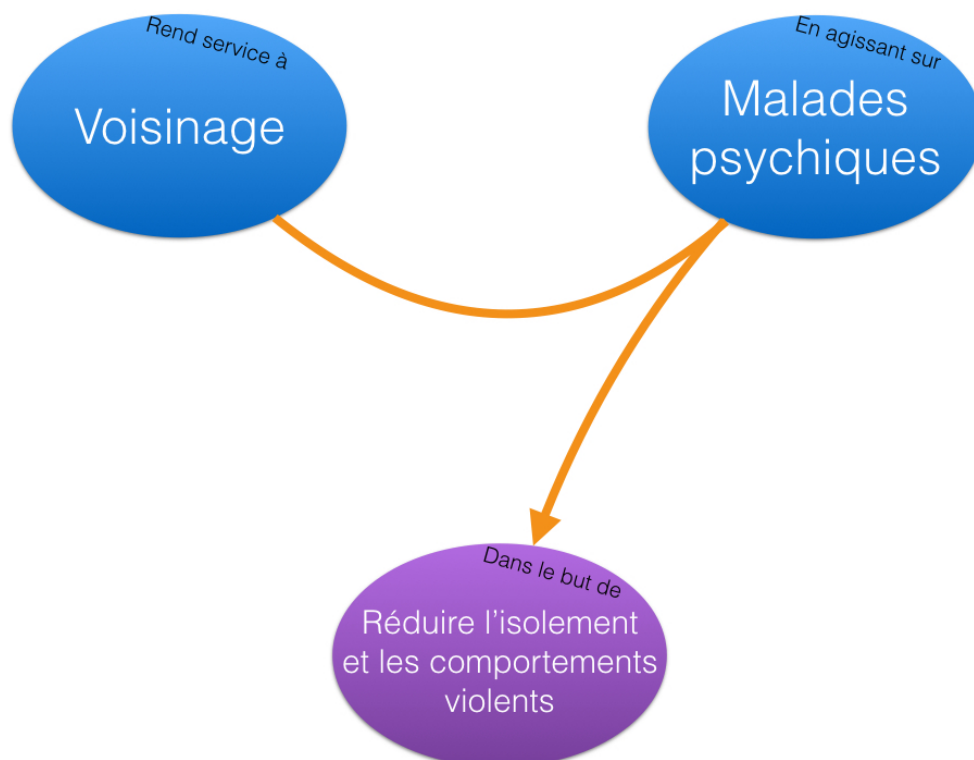 Rend service à
Voisinage
En agissant sur
Malades
psychiques
Dans le but de
Réduire l’isolement
et les comportements
violents